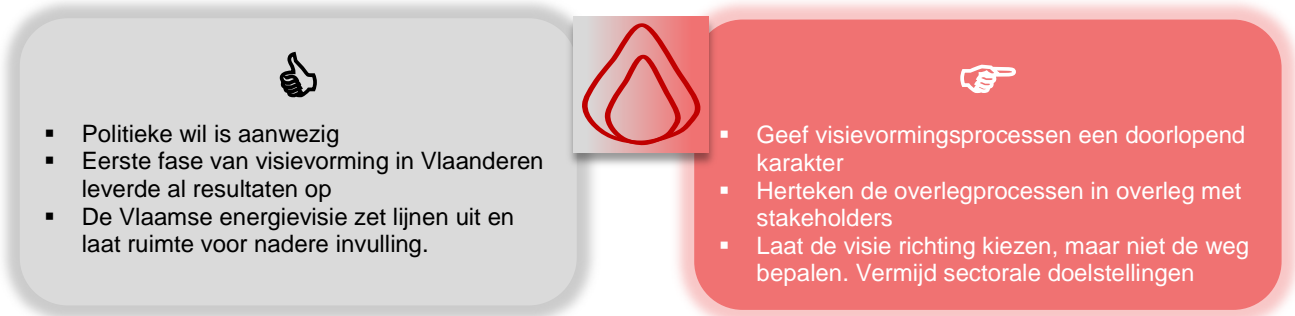 ▪ Politieke wil is aanwezig
▪ Eerste fase van visievorming in Vlaanderen
leverde al resultaten op
▪ De Vlaamse energievisie zet lijnen uit en
laat ruimte voor nadere invulling.
▪ Geef visievormingsprocessen een doorlopend
karakter
▪ Herteken de overlegprocessen in overleg met
stakeholders
▪ Laat de visie richting kiezen, maar niet de weg
bepalen. Vermijd sectorale doelstellingen